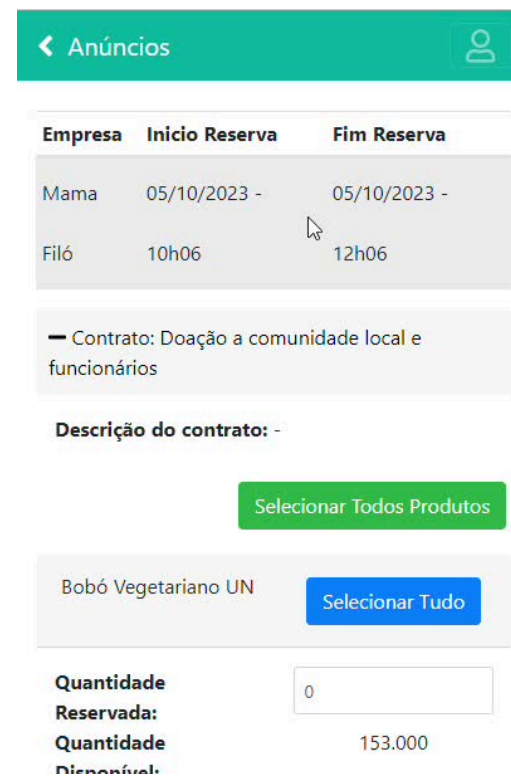 Anúncios
Empresa Inicio Reserva Fim Reserva
Mama 05/10/2023 - 05/10/2023 -
Filó 10h06 12h06
Contrato: Doação a comunidade local e
funcionários
Descrição do contrato: -
Selecionar Todos Produtos
Bobó Vegetariano UN Selecionar Tudo
Quantidade
Reservada: 0
Quantidade 153.000
Disponível: